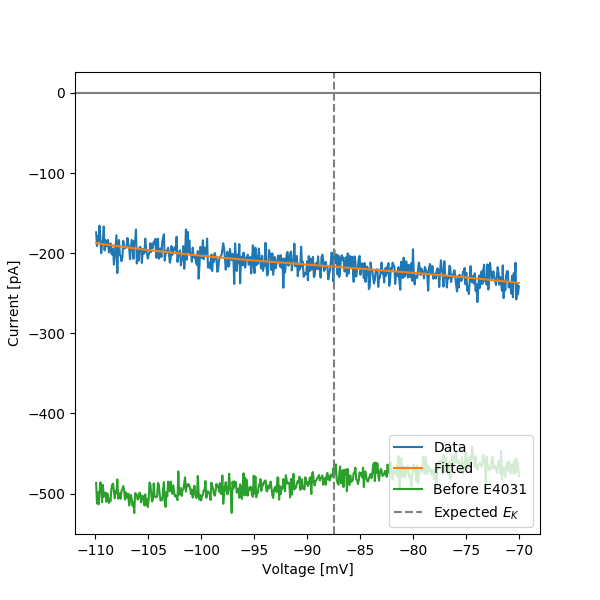 0
−100
−200
−300
−400
−500
Current [pA]
−110
−105
−100
−95
−90
−85
−80
−75
−70
Voltage [mV]
Data
Fitted
Before E4031
Expected $E_K$